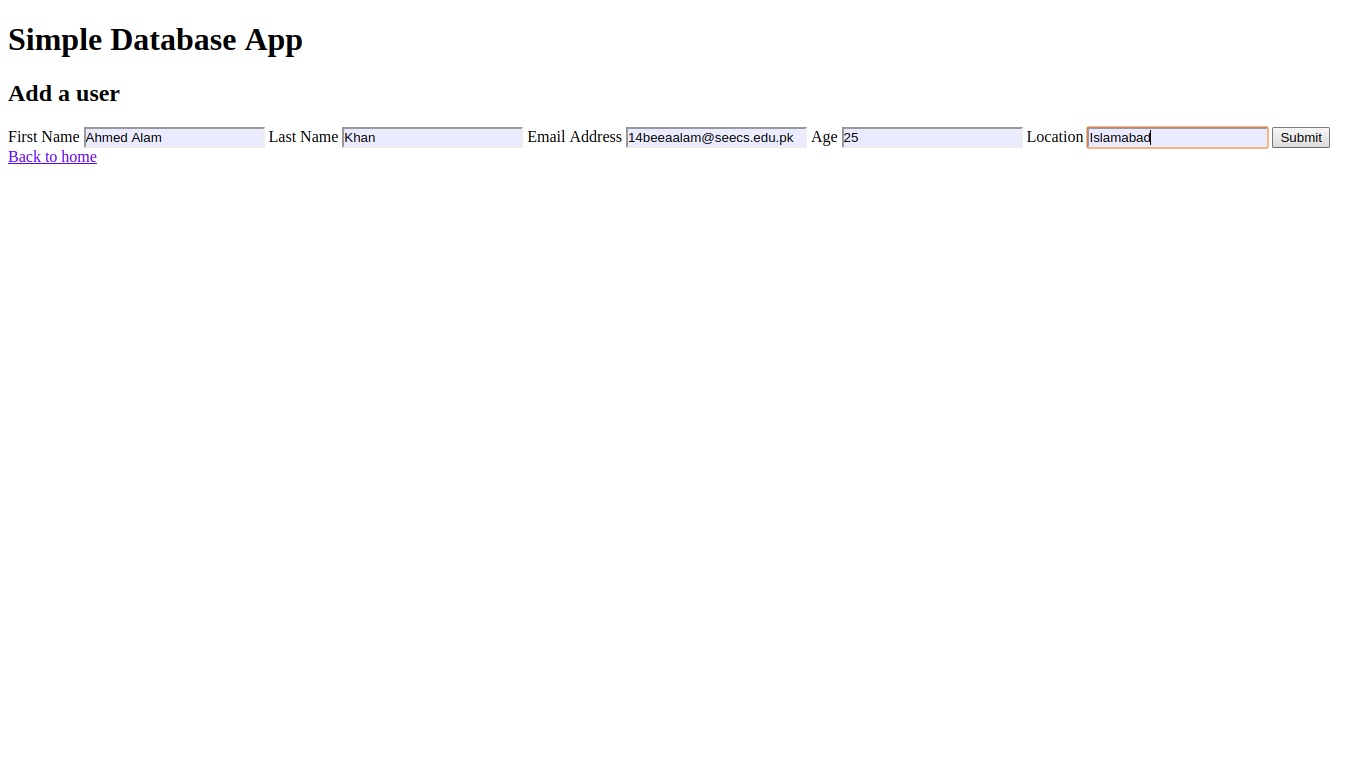 Simple Database App
Add a user
First Name Ahmed Alam Last Name Khan Email Address 14beeaalam@seecs.edu.pk Age 25 Location Islamabad Submit
Back to home